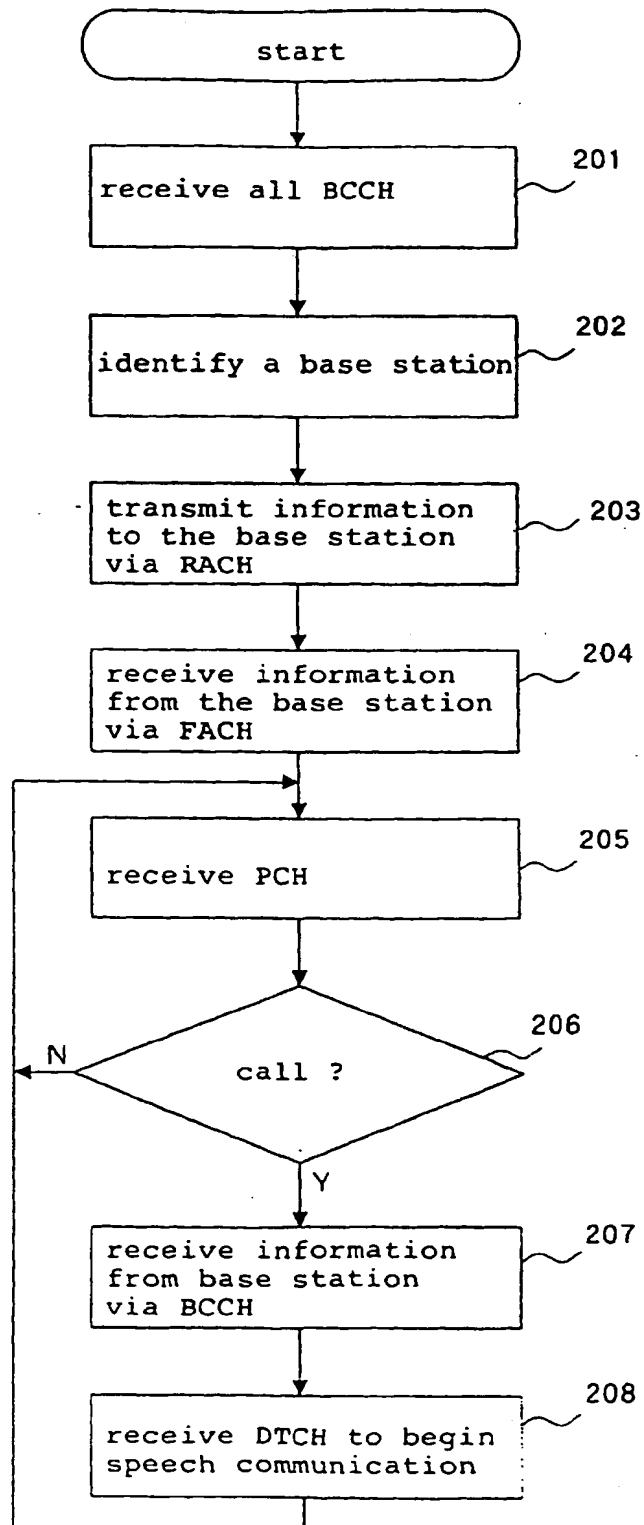 start
201
receive all BCCH
202
identify a base station
203
transmit information
to the base station
via RACH
204
receive information
from the base station
via FACH
205
receive PCH
206
call ?
N
Y
207
receive information
from base station
via BCCH
208
receive DTCH to begin
speech communication